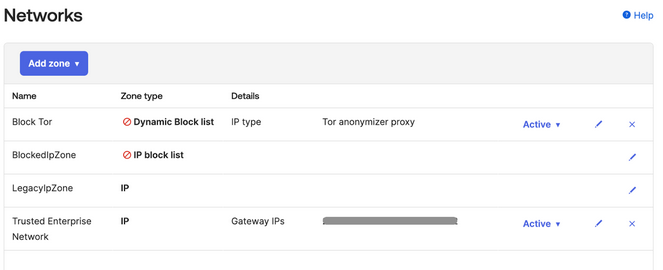 Networks
Help
Add zone
Name Zone type Details
Block Tor Dynamic Block list IP type Tor anonymizer proxy Active
BlockedIpZone IP block list
LegacyIpZone IP
Trusted Enterprise IP Gateway IPs Active
Network